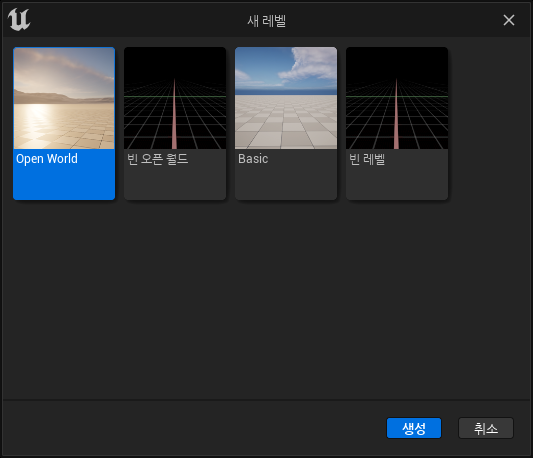 새 레벨
Open World
빈 오픈 월드
Basic
빈 레벨
생성
취소